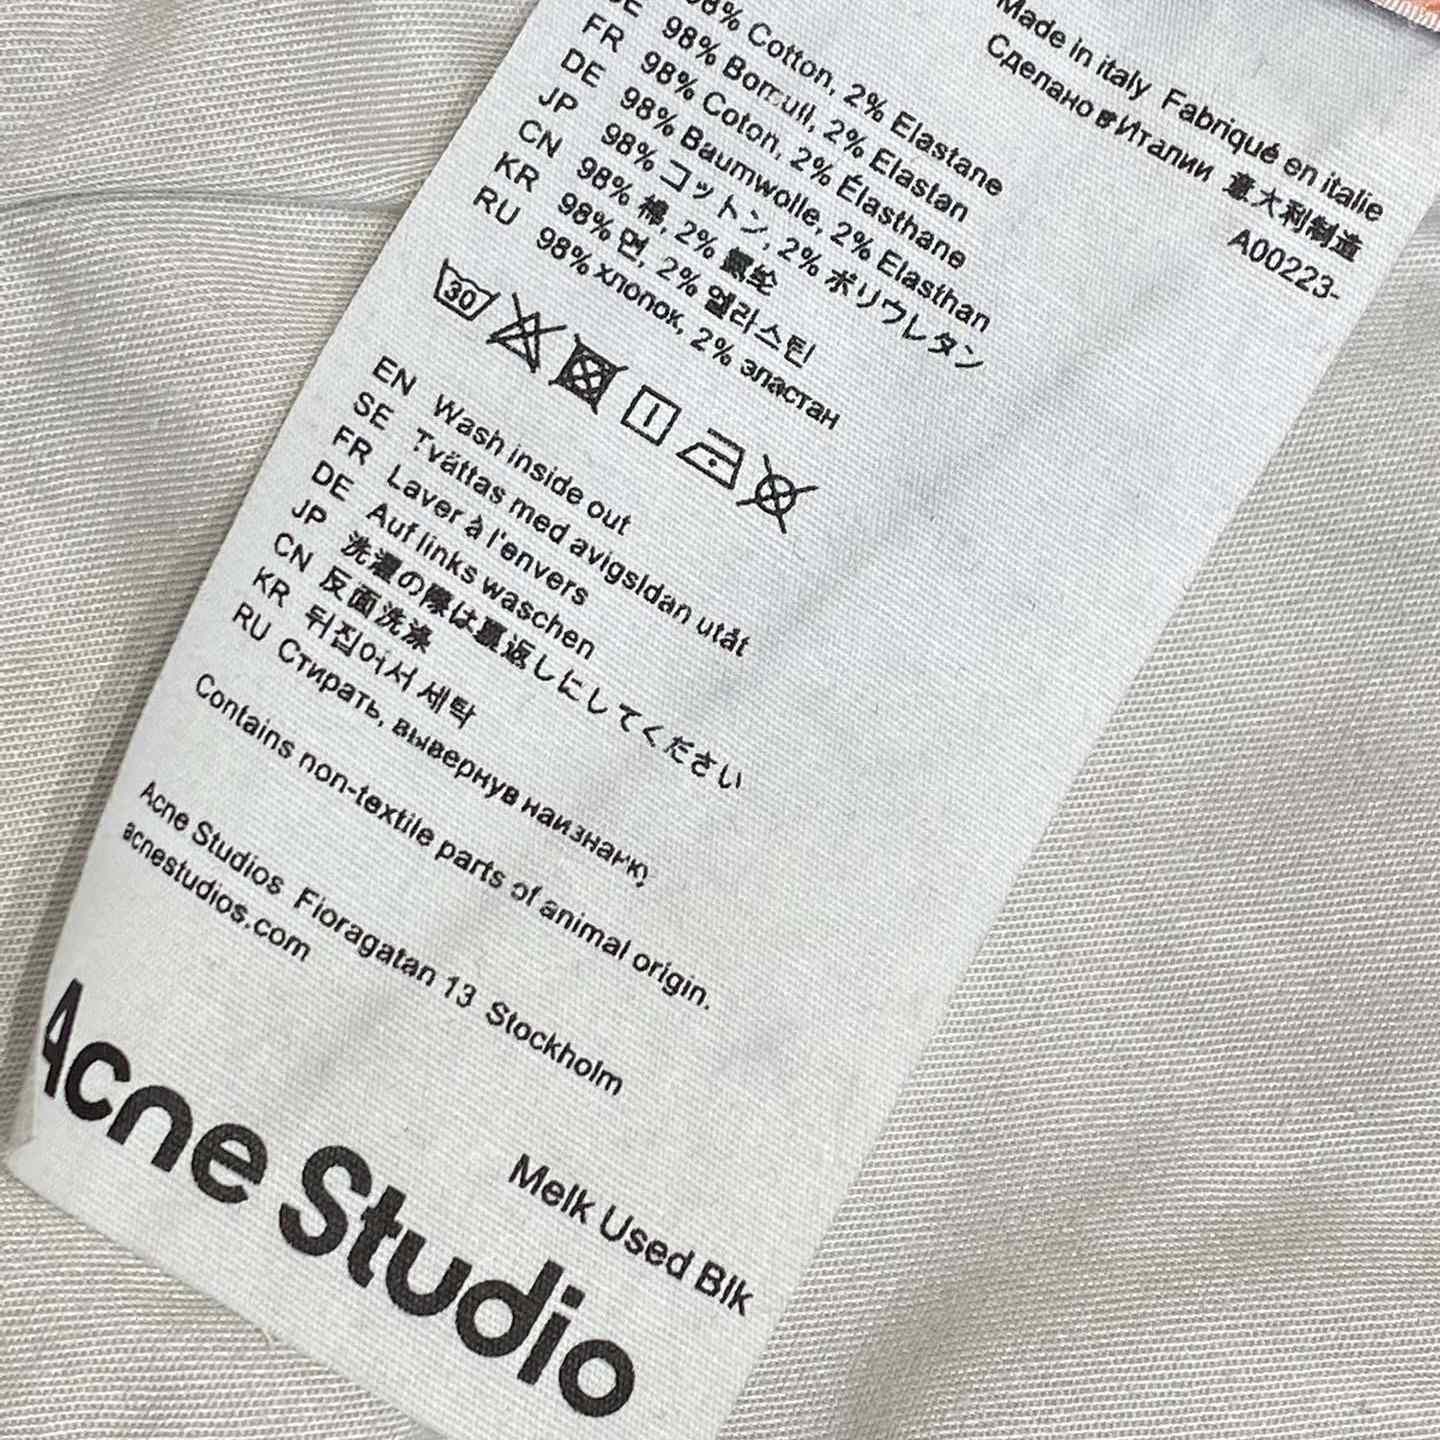 98% Cotton, 2% Elastane
SE 98% Bomull, 2% Elastan
FR 98% Coton, 2% Élasthane
DE 98% Baumwolle, 2% Elasthan
JP 98% コットン, 2% ポリウレタン
CN 98% 棉, 2% 氨纶
KR 98% 면, 2% 엘라스틴
RU 98% хлопок, 2% эластан
Made in italy Fabriqué en italie
Сделано в Италии 意大利制造
A00223-
30
EN Wash inside out
SE Tvättas med avigsidan utåt
FR Laver à l'envers
DE Auf links waschen
JP 洗濯の際は裏返しにしてください
CN 反面洗涤
KR 뒤집어서 세탁
RU Стирать, вывернув наизнанку
Contains non-textile parts of animal origin.
Acne Studios Fioragatan 13 Stockholm
acnestudios.com
Melk Used Blk
Acne Studio